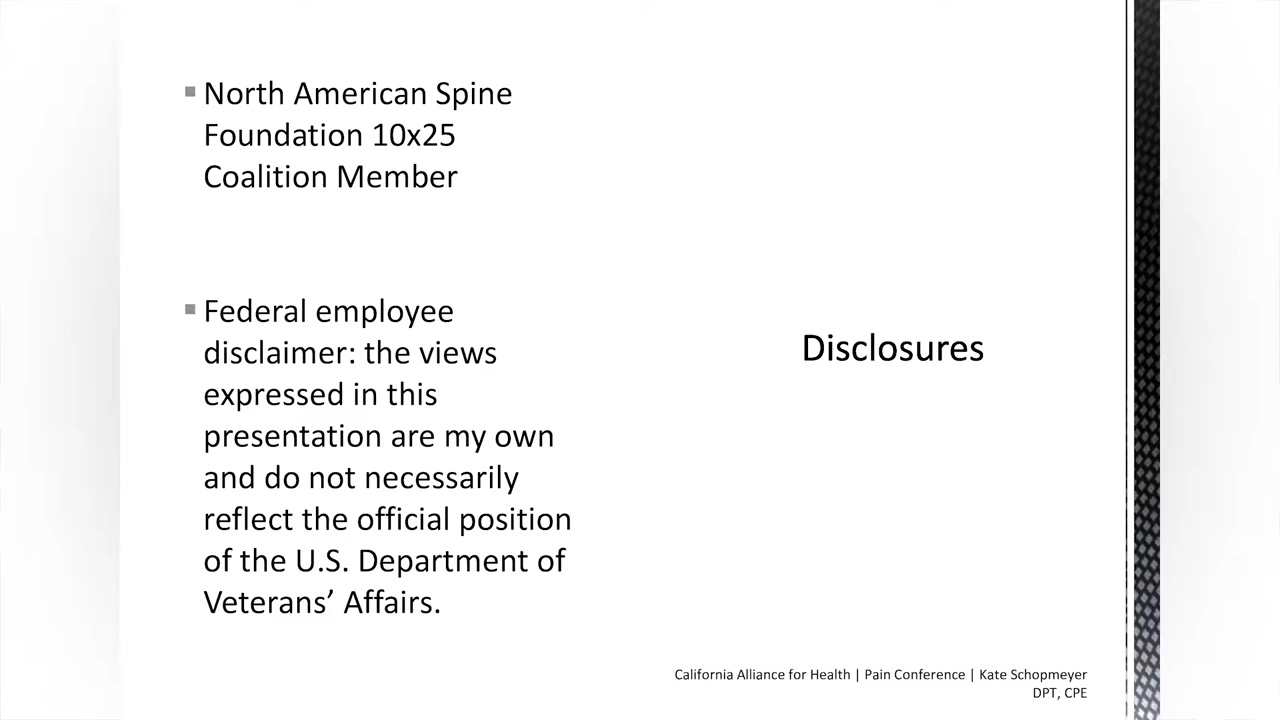 North American Spine
Foundation 10x25
Coalition Member
Federal employee
disclaimer: the views
expressed in this
presentation are my own
and do not necessarily
reflect the official position
of the U.S. Department of
Veterans’ Affairs.
Disclosures
California Alliance for Health | Pain Conference | Kate Schopmeyer
DPT, CPE